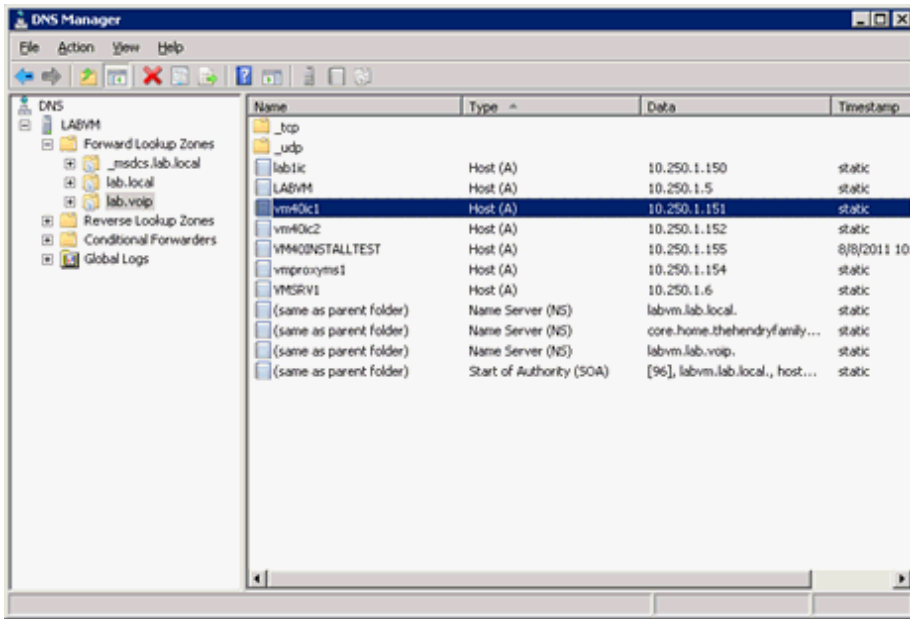 DNS Manager
File Action View Help
DNS
LABVM
Forward Lookup Zones
_msdcs.lab.local
lab.local
lab.voip
Reverse Lookup Zones
Conditional Forwarders
Global Logs
Name Type Data Timestamp
_tcp
_udp
lab1ic Host (A) 10.250.1.150 static
LABVM Host (A) 10.250.1.5 static
vm40ic1 Host (A) 10.250.1.151 static
vm40ic2 Host (A) 10.250.1.152 static
VM40INSTALLTEST Host (A) 10.250.1.155 8/8/2011 10:
vmproxyms1 Host (A) 10.250.1.154 static
VMSRV1 Host (A) 10.250.1.6 static
(same as parent folder) Name Server (NS) labvm.lab.local. static
(same as parent folder) Name Server (NS) core.home.thehendryfamily... static
(same as parent folder) Name Server (NS) labvm.lab.voip. static
(same as parent folder) Start of Authority (SOA) [96], labvm.lab.local., host... static